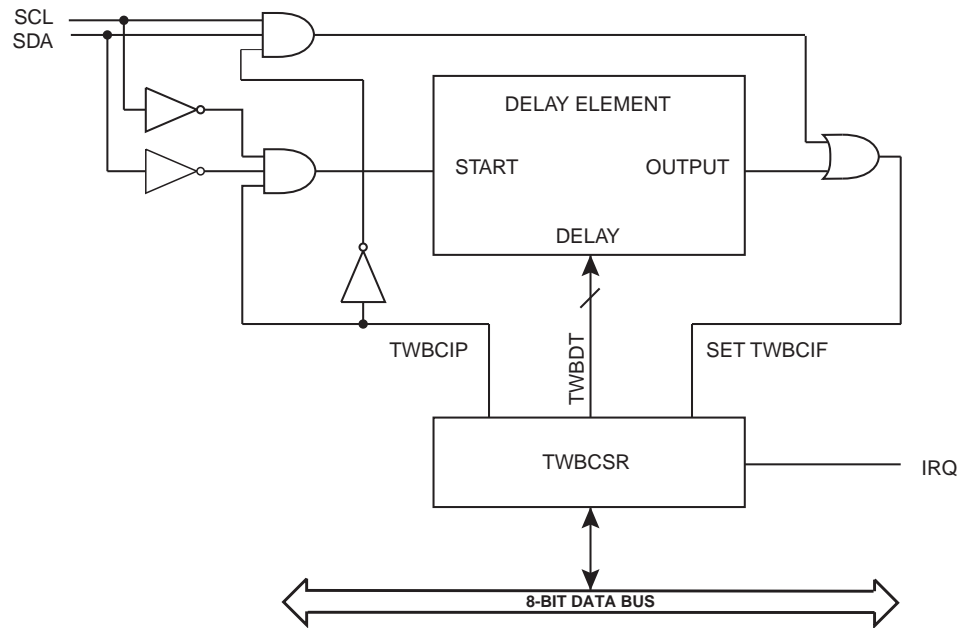 SCL
SDA
DELAY ELEMENT
START
OUTPUT
DELAY
TWBCIP
TWBDT
SET TWBCIF
TWBCSR
IRQ
8-BIT DATA BUS